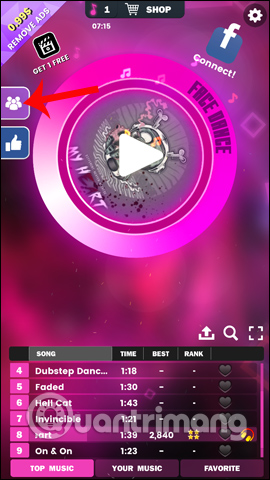 0,99$
REMOVE ADS
GET 1 FREE
1
SHOP
07:15
f
Connect!
FACE DANCE
MY HEART
SONG TIME BEST RANK
4 Dubstep Danc... 1:18 - -
5 Faded 1:30 - -
6 Hell Cat 1:43 - -
7 Invincible 1:21 - -
8 :art 1:39 2,840
9 On & On 1:23 - -
Quantrimang
TOP MUSIC YOUR MUSIC FAVORITE